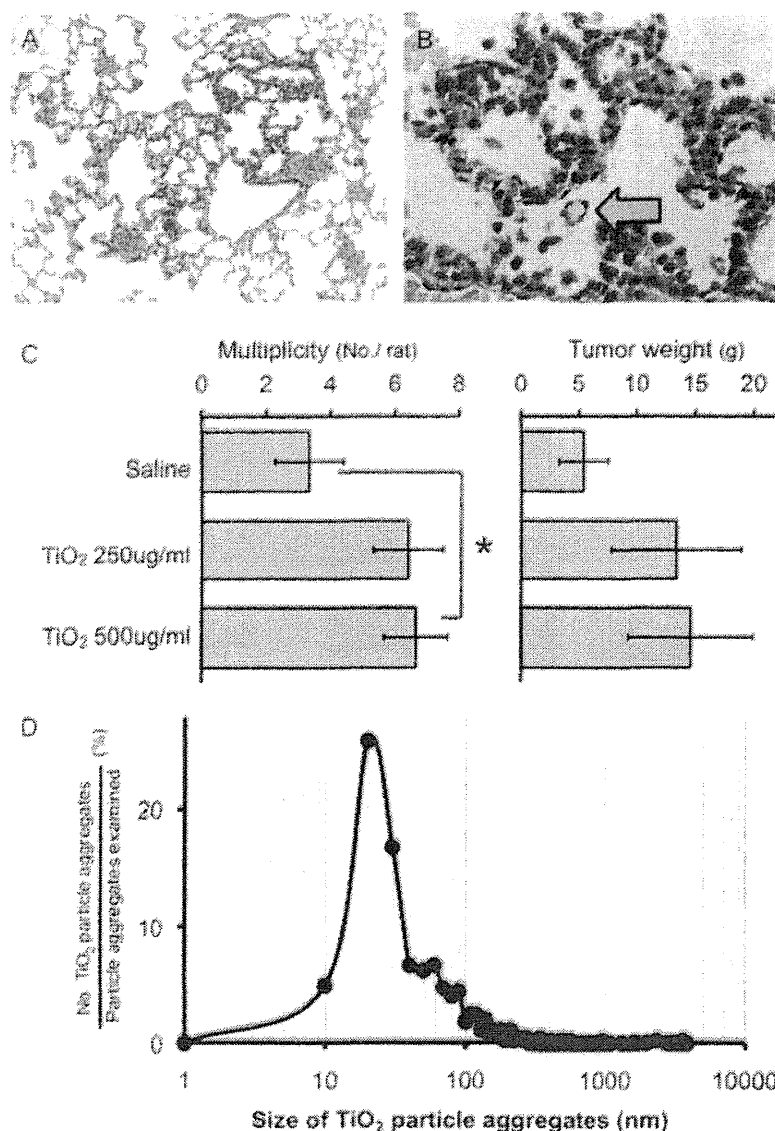 A
B
C
Multiplicity (No./ rat)
Tumor weight (g)
0 2 4 6 8
0 5 10 15 20
Saline
*
TiO₂ 250ug/ml
TiO₂ 500ug/ml
D
No TiO₂ particle aggregates
Particle aggregates examined
(%)
20
10
0
1 10 100 1000 10000
Size of TiO₂ particle aggregates (nm)